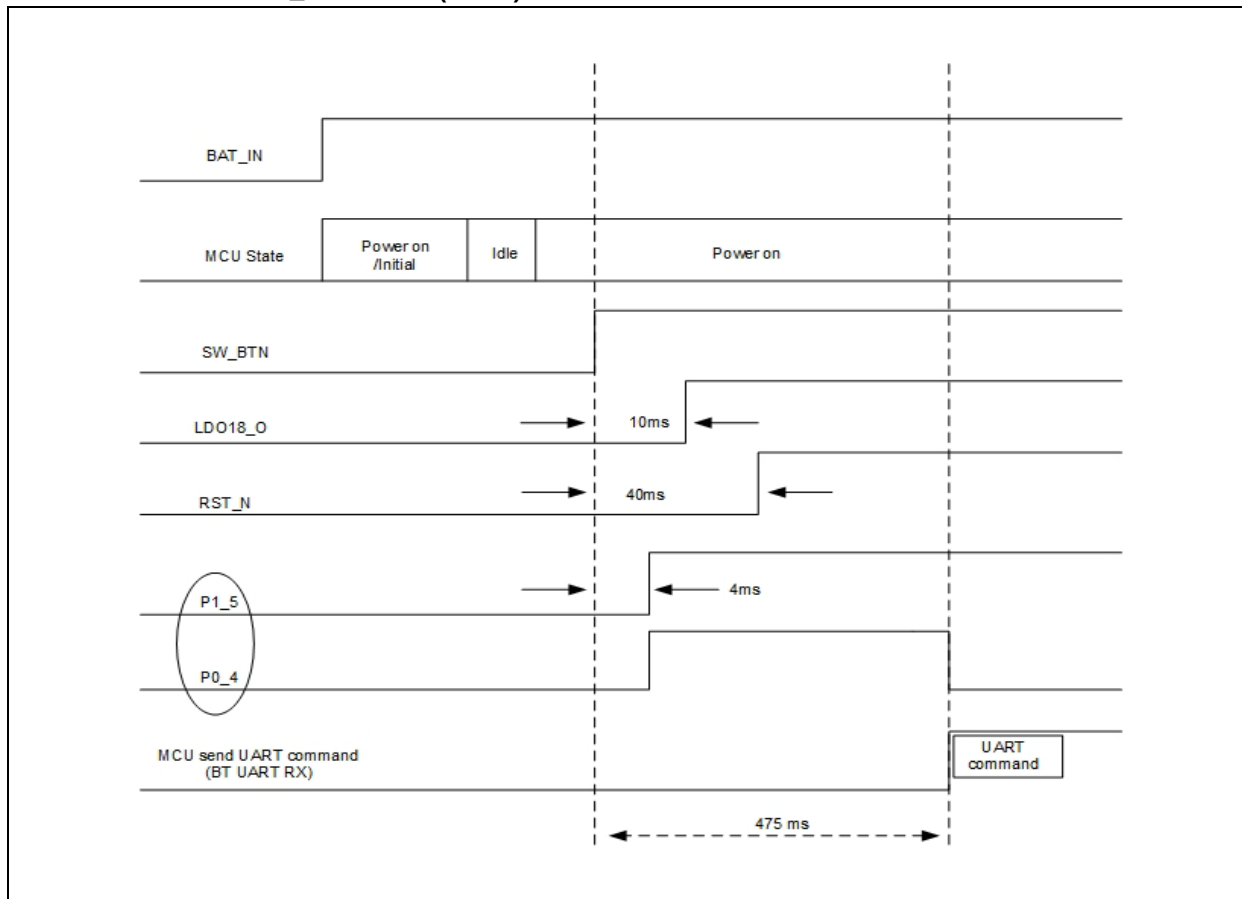 BAT_IN
MCU State
Power on
/Initial
Idle
Power on
SW_BTN
LDO18_O
10ms
RST_N
40ms
P1_5
4ms
P0_4
MCU send UART command
(BT UART RX)
UART
command
475 ms